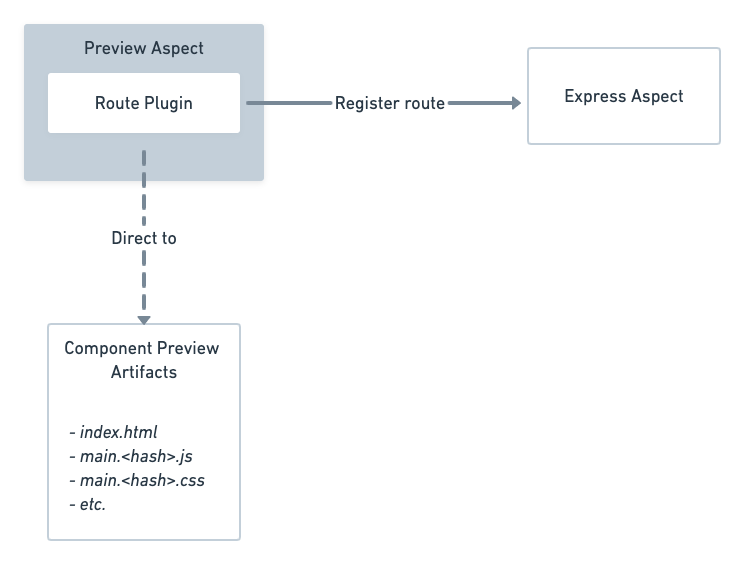 Preview Aspect
Route Plugin
Register route
Express Aspect
Direct to
Component Preview
Artifacts
- index.html
- main.<hash>.js
- main.<hash>.css
- etc.